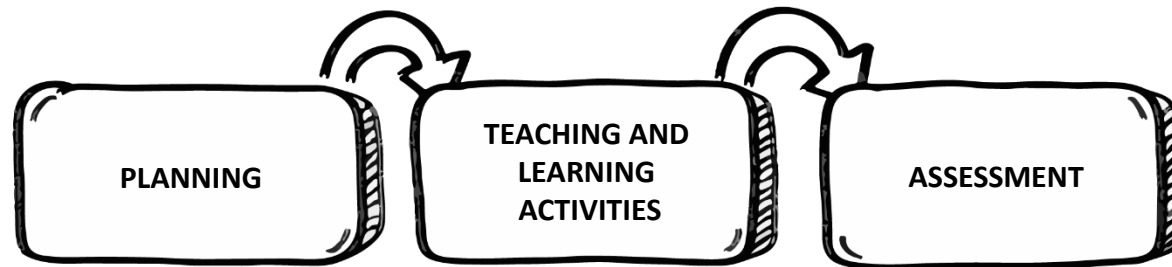 PLANNING
TEACHING AND
LEARNING
ACTIVITIES
ASSESSMENT